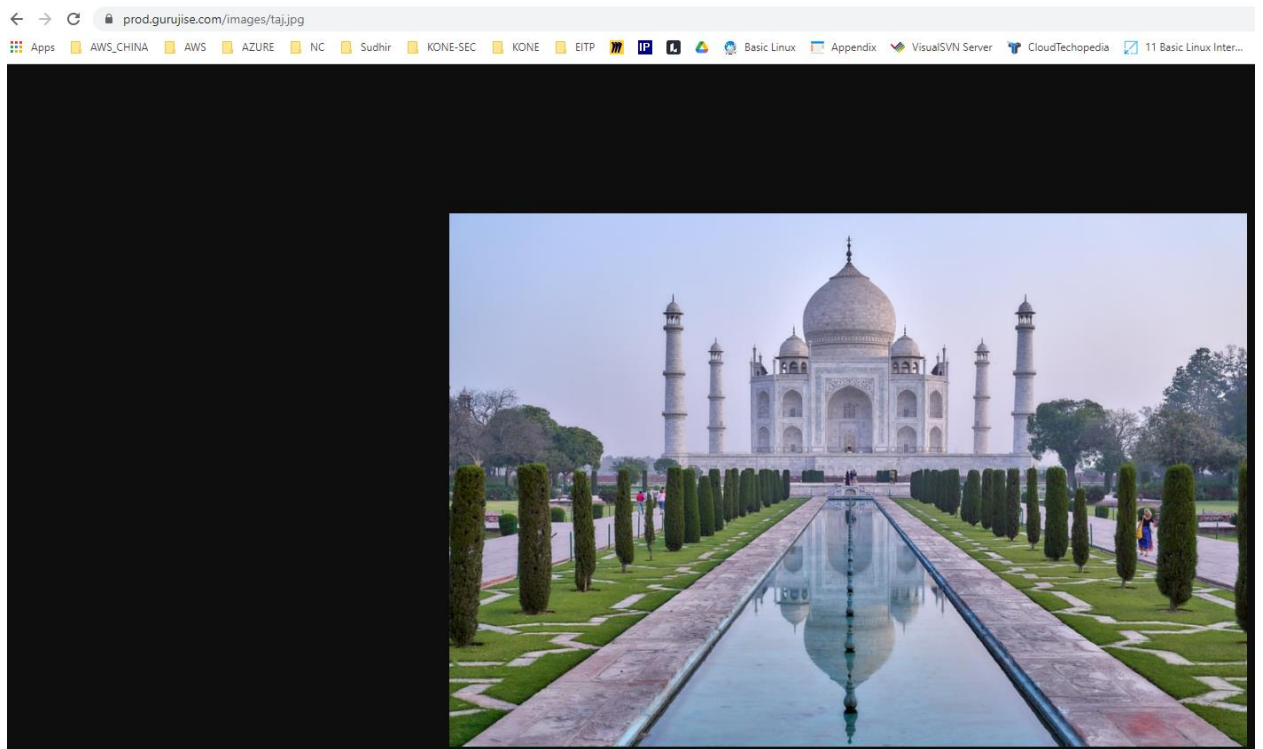 prod.gurujise.com/images/taj.jpg
Apps AWS_CHINA AWS AZURE NC Sudhir KONE-SEC KONE EITP m IP L Basic Linux Appendix VisualSVN Server CloudTechopedia 11 Basic Linux Inter...